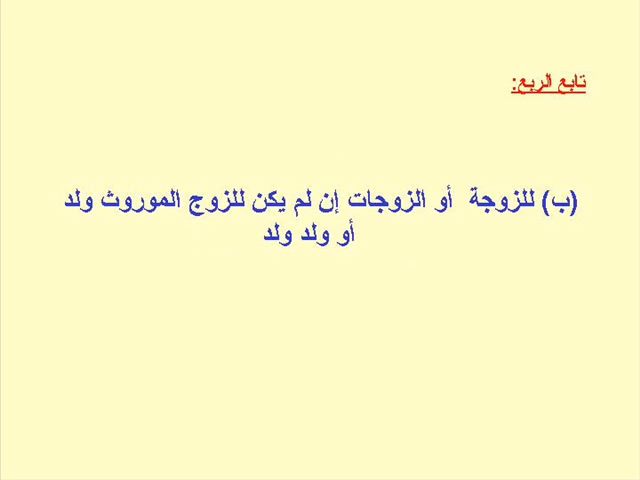 تابع الربع:
(ب) للزوجة أو الزوجات إن لم يكن للزوج الموروث ولد
أو ولد ولد